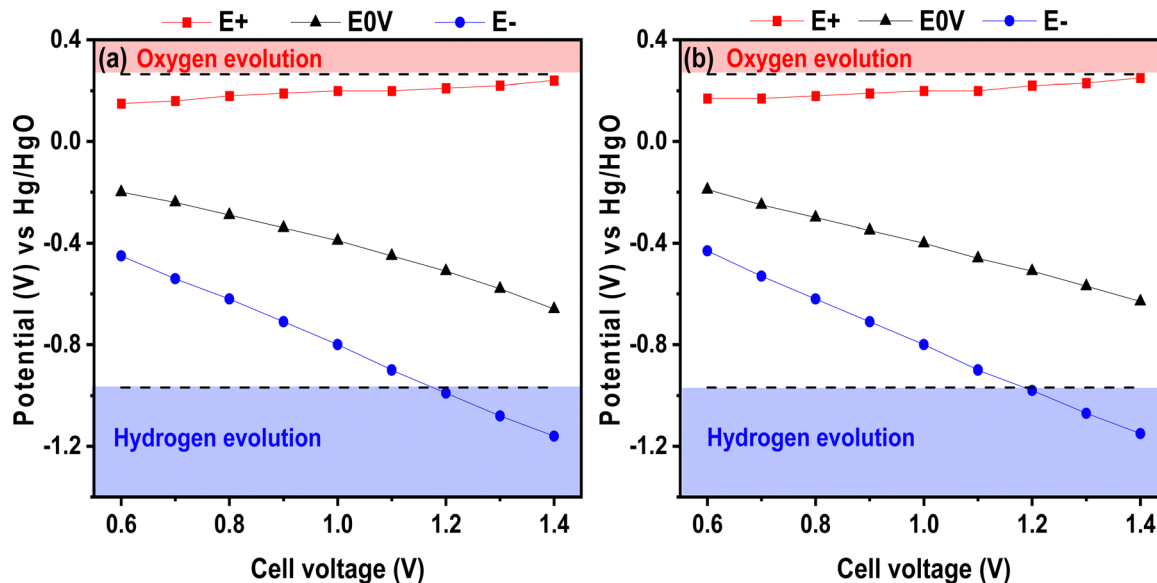 E+ E0V E-
(a) Oxygen evolution
Potential (V) vs Hg/HgO
0.4
0.0
-0.4
-0.8
-1.2
Hydrogen evolution
0.6 0.8 1.0 1.2 1.4
Cell voltage (V)
E+ E0V E-
(b) Oxygen evolution
Potential (V) vs Hg/HgO
0.4
0.0
-0.4
-0.8
-1.2
Hydrogen evolution
0.6 0.8 1.0 1.2 1.4
Cell voltage (V)